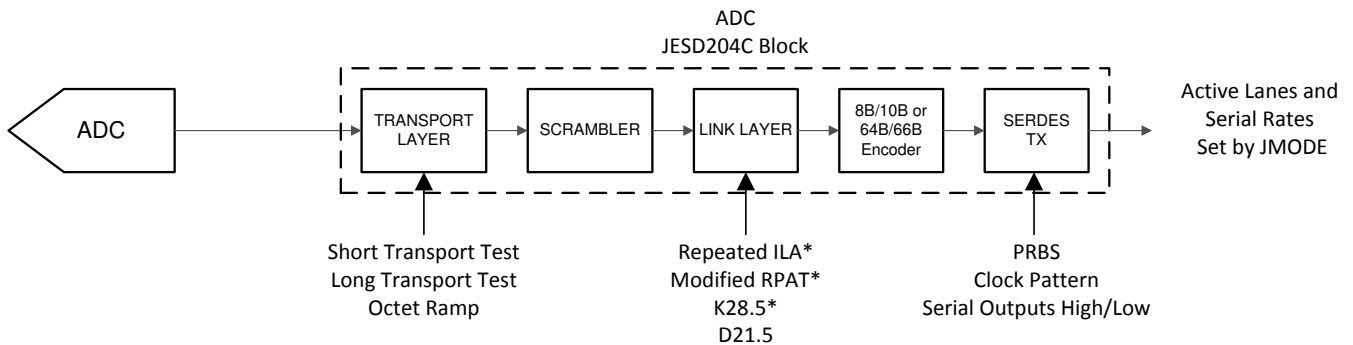 ADC
JESD204C Block
ADC
TRANSPORT
LAYER
SCRAMBLER
LINK LAYER
8B/10B or
64B/66B
Encoder
SERDES
TX
Active Lanes and
Serial Rates
Set by JMODE
Short Transport Test
Long Transport Test
Octet Ramp
Repeated ILA*
Modified RPAT*
K28.5*
D21.5
PRBS
Clock Pattern
Serial Outputs High/Low